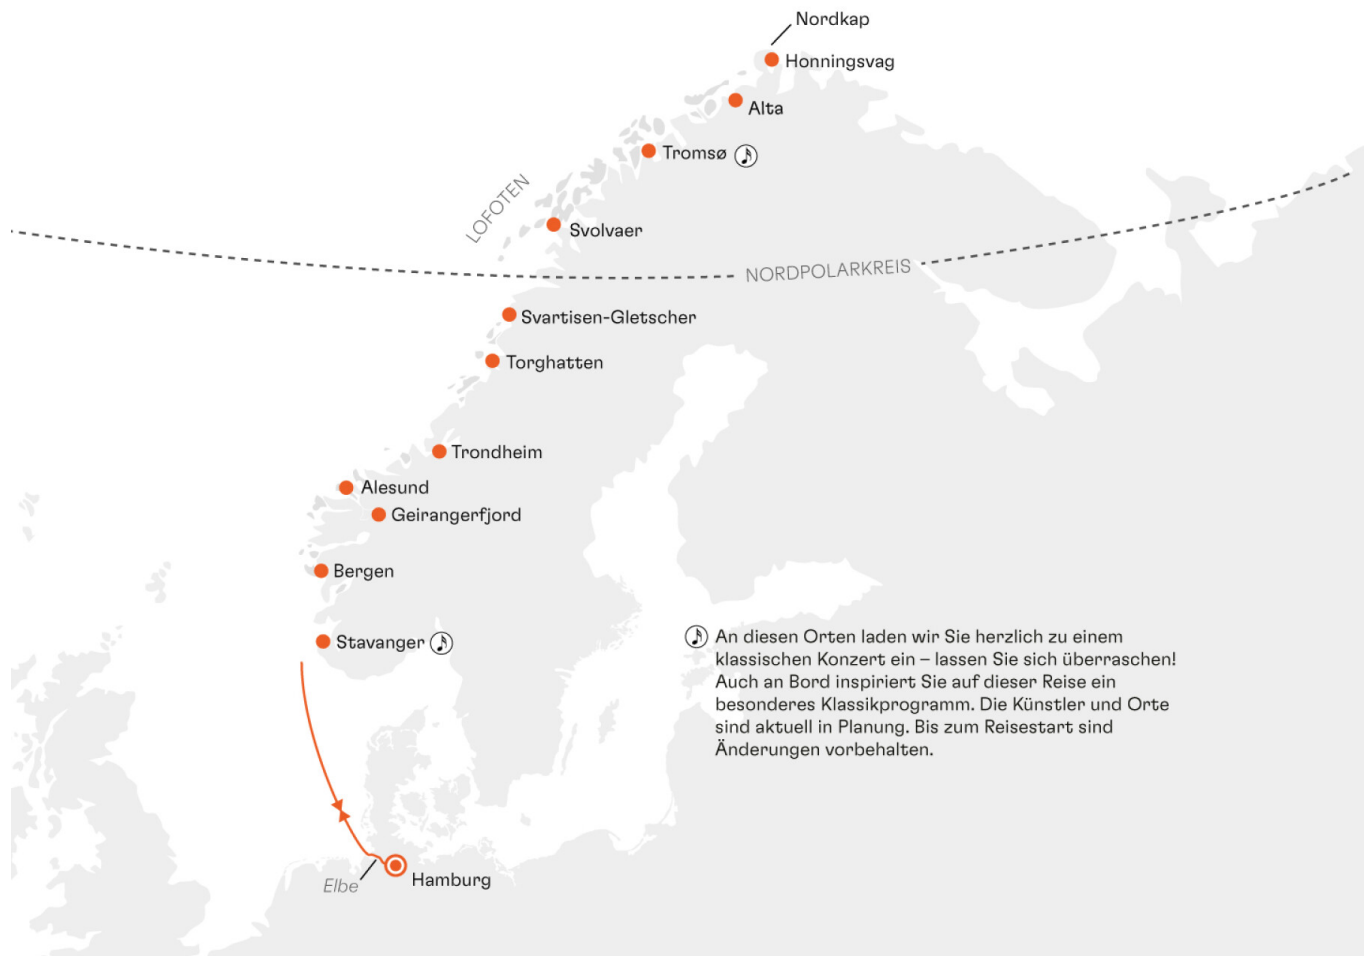 Nordkap
Honningsvag
Alta
Tromsø
LOFOTEN
Svolvaer
NORDPOLARKREIS
Svartisen-Gletscher
Torghatten
Trondheim
Alesund
Geirangerfjord
Bergen
Stavanger
An diesen Orten laden wir Sie herzlich zu einem
klassischen Konzert ein – lassen Sie sich überraschen!
Auch an Bord inspiriert Sie auf dieser Reise ein
besonderes Klassikprogramm. Die Künstler und Orte
sind aktuell in Planung. Bis zum Reisestart sind
Änderungen vorbehalten.
Elbe
Hamburg